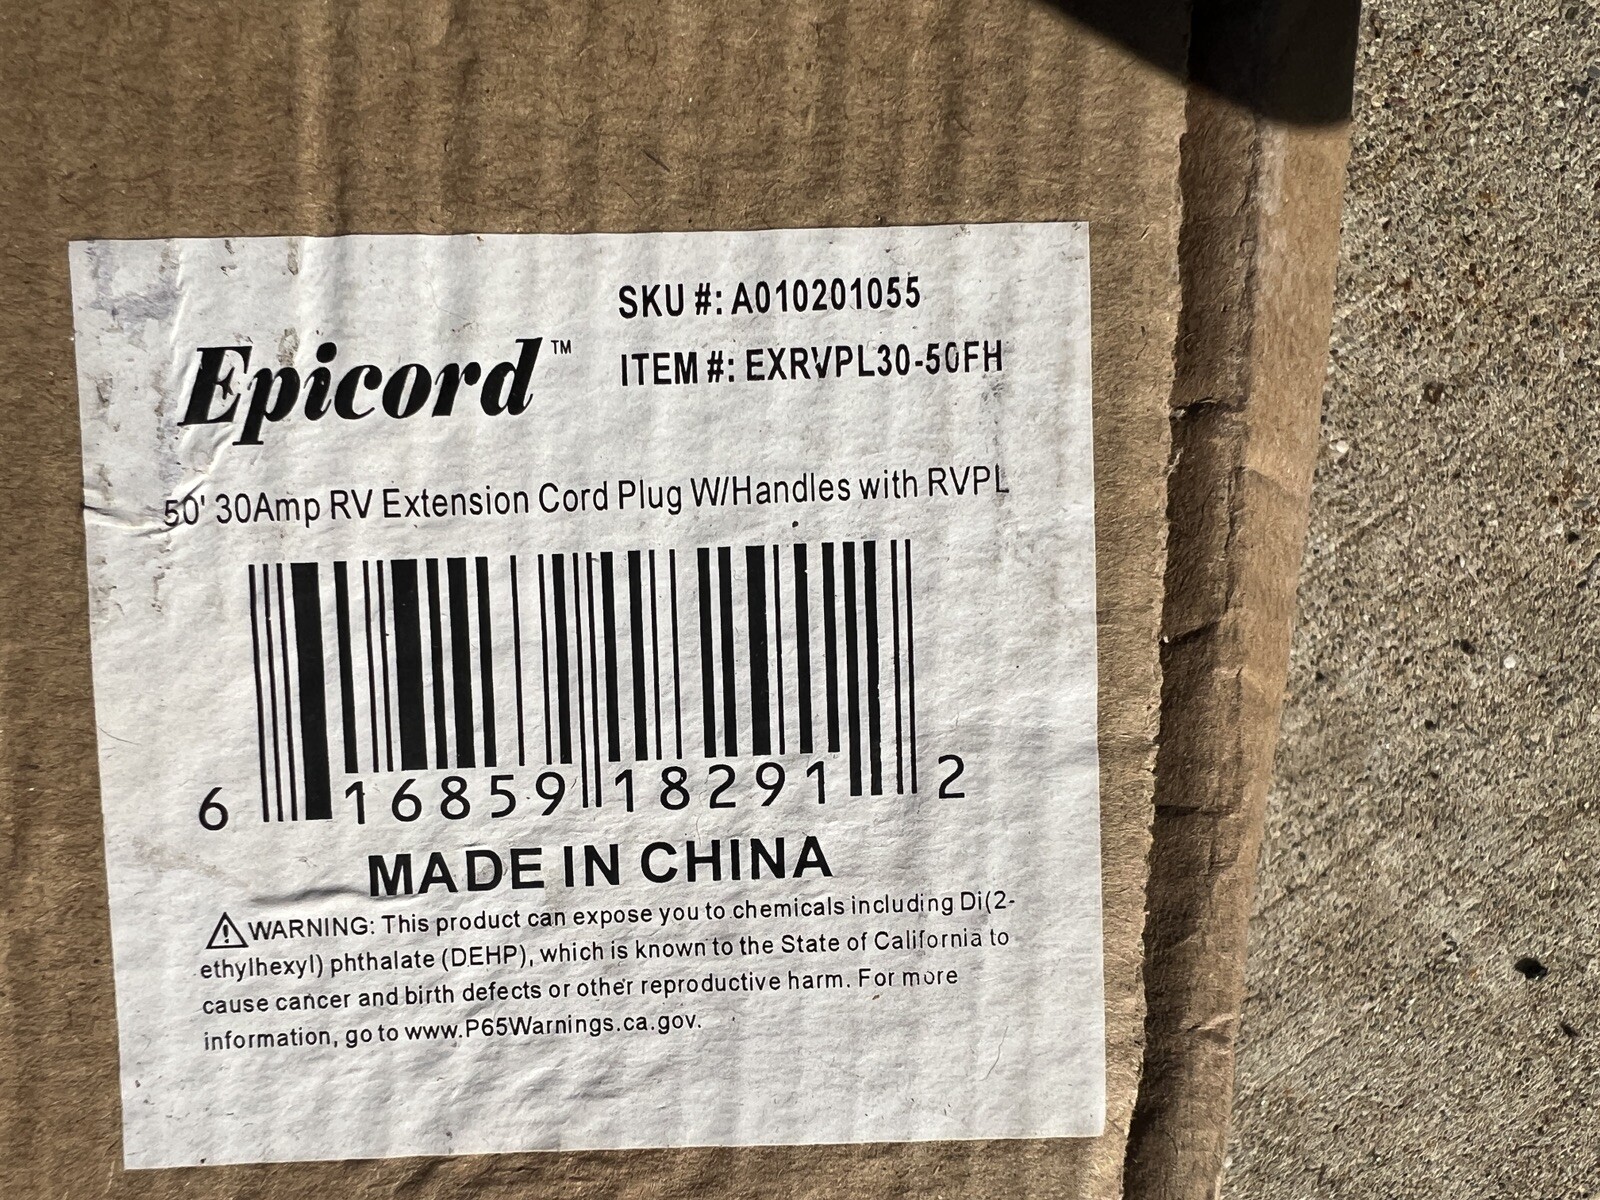 Epicord™
SKU #: A010201055
ITEM #: EXRVPL30-50FH
50' 30Amp RV Extension Cord Plug W/Handles with RVPL
6 16859 18291 2
MADE IN CHINA
⚠WARNING: This product can expose you to chemicals including Di(2-
ethylhexyl) phthalate (DEHP), which is known to the State of California to
cause cancer and birth defects or other reproductive harm. For more
information, go to www.P65Warnings.ca.gov.